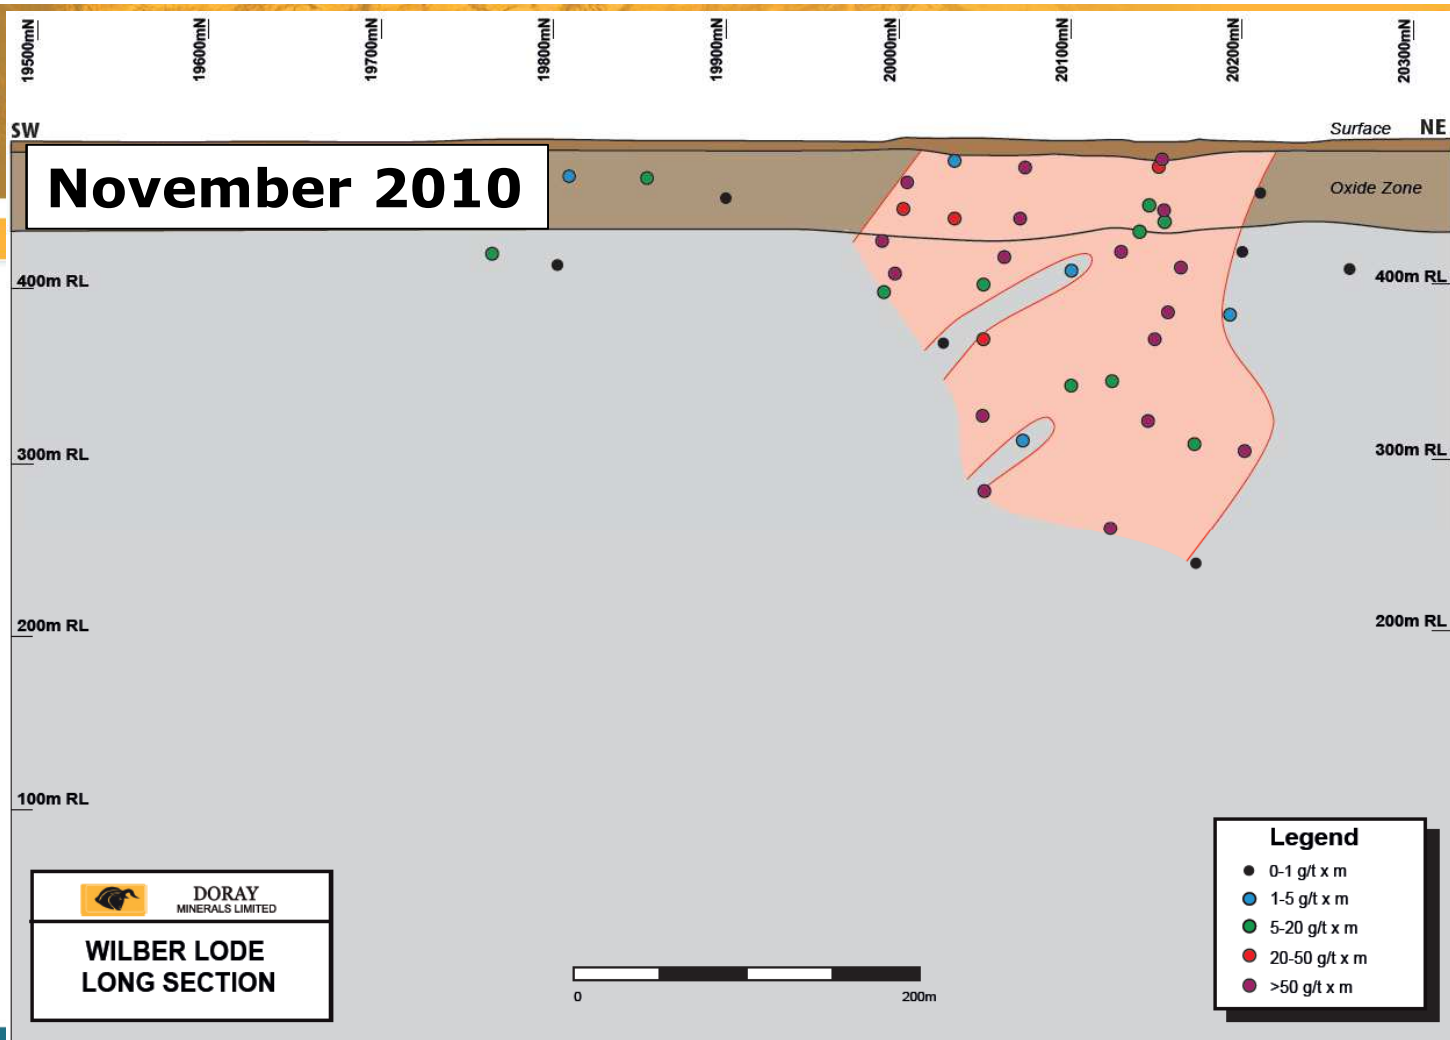 19500mN
19600mN
19700mN
19800mN
19900mN
20000mN
20100mN
20200mN
20300mN
SW
Surface NE
November 2010
Oxide Zone
400m RL
400m RL
300m RL
300m RL
200m RL
200m RL
100m RL
Legend
0-1 g/t x m
1-5 g/t x m
5-20 g/t x m
20-50 g/t x m
>50 g/t x m
DORAY
MINERALS LIMITED
WILBER LODE
LONG SECTION
0 200m